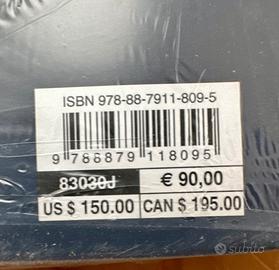 ISBN 978-88-7911-809-5
9 788879 118095
83030J € 90,00
US $ 150.00 CAN $ 195.00
subito